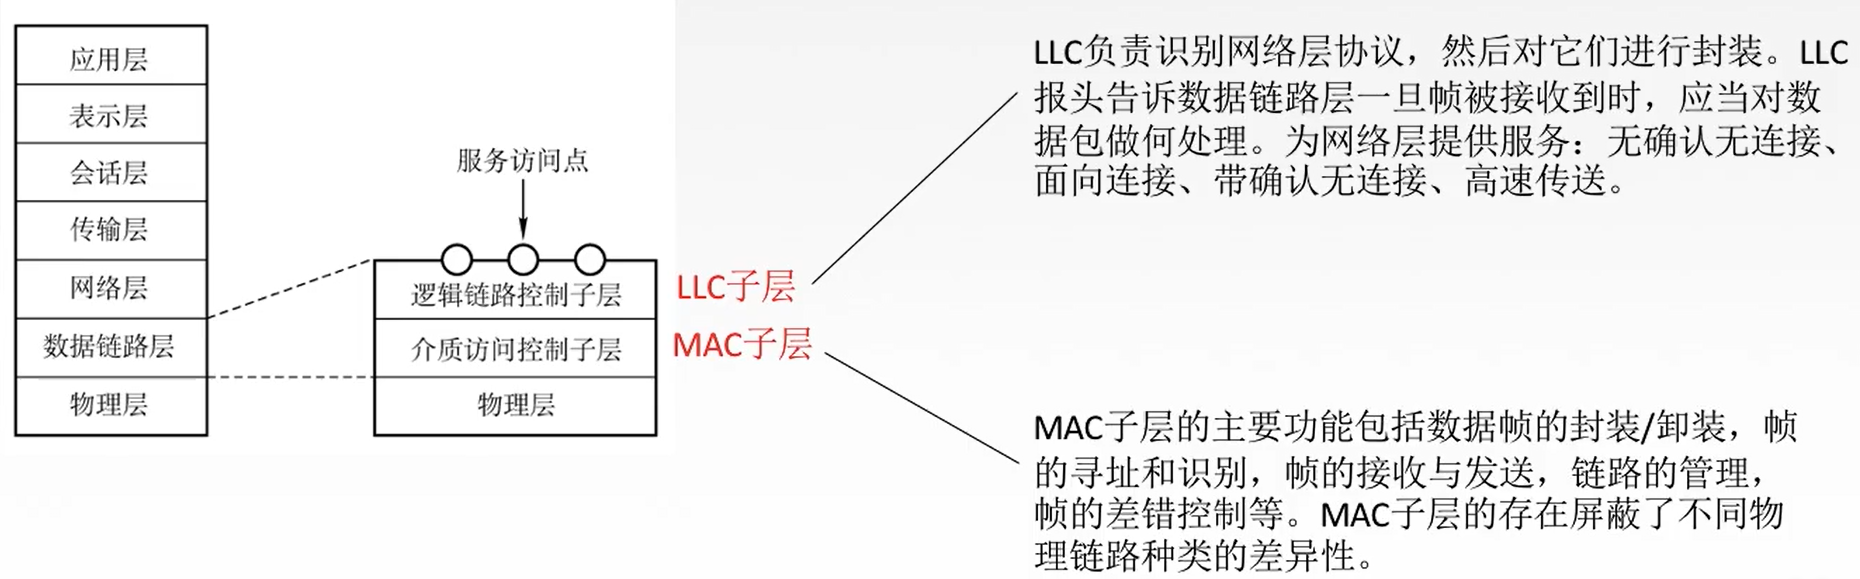 应用层
表示层
会话层
传输层
网络层
数据链路层
物理层
服务访问点
逻辑链路控制子层
介质访问控制子层
物理层
LLC子层
MAC子层
LLC负责识别网络层协议，然后对它们进行封装。LLC
报头告诉数据链路层一旦帧被接收到时，应当对数
据包做何处理。为网络层提供服务：无确认无连接、
面向连接、带确认无连接、高速传送。
MAC子层的主要功能包括数据帧的封装/卸装，帧
的寻址和识别，帧的接收与发送，链路的管理，
帧的差错控制等。MAC子层的存在屏蔽了不同物
理链路种类的差异性。